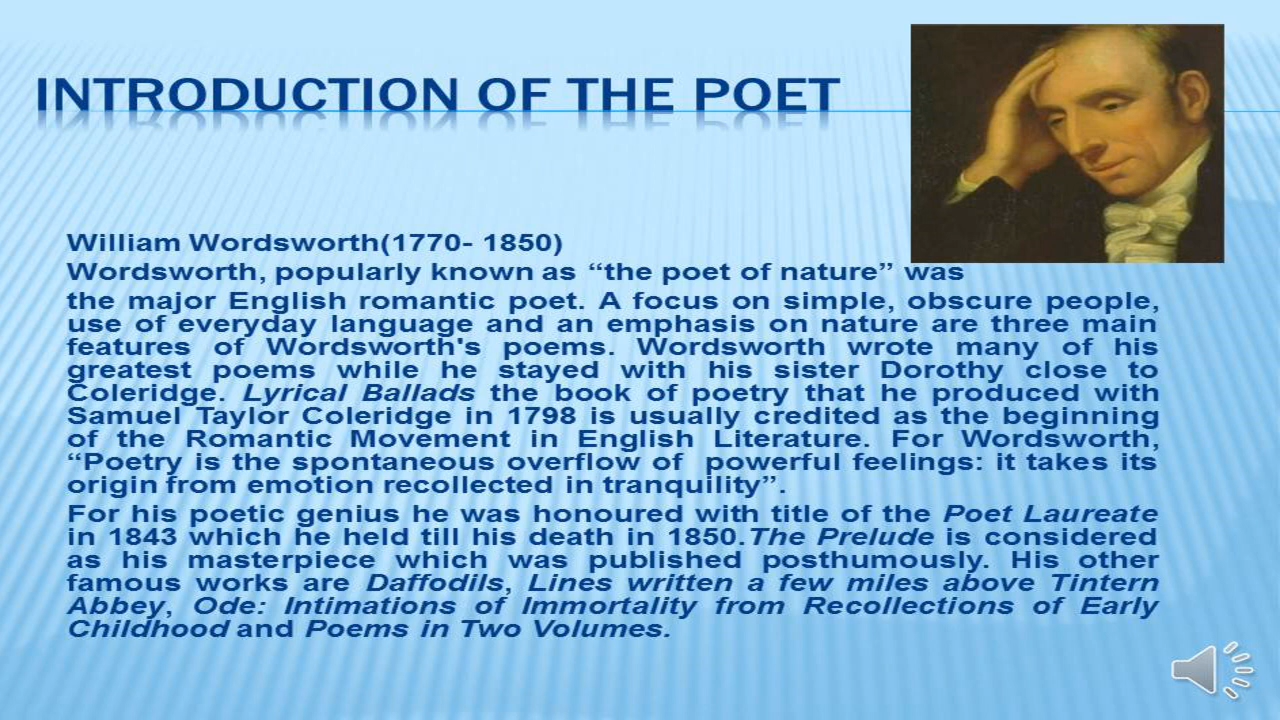 INTRODUCTION OF THE POET
William Wordsworth(1770- 1850)
Wordsworth, popularly known as “the poet of nature” was
the major English romantic poet. A focus on simple, obscure people,
use of everyday language and an emphasis on nature are three main
features of Wordsworth's poems. Wordsworth wrote many of his
greatest poems while he stayed with his sister Dorothy close to
Coleridge. Lyrical Ballads the book of poetry that he produced with
Samuel Taylor Coleridge in 1798 is usually credited as the beginning
of the Romantic Movement in English Literature. For Wordsworth,
“Poetry is the spontaneous overflow of powerful feelings: it takes its
origin from emotion recollected in tranquility”.
For his poetic genius he was honoured with title of the Poet Laureate
in 1843 which he held till his death in 1850.The Prelude is considered
as his masterpiece which was published posthumously. His other
famous works are Daffodils, Lines written a few miles above Tintern
Abbey, Ode: Intimations of Immortality from Recollections of Early
Childhood and Poems in Two Volumes.